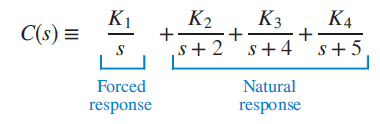 C(s) ≡ K₁/s + K₂/(s + 2) + K₃/(s + 4) + K₄/(s + 5)
Forced Natural
response response